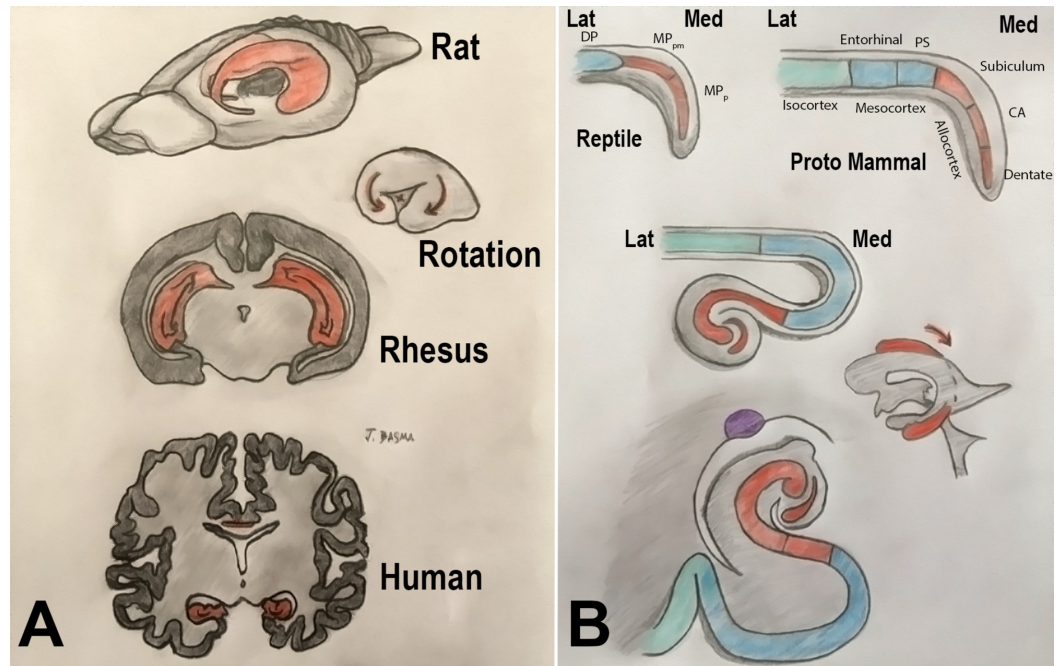 Rat
Rotation
Rhesus
J. BASMA
Human
A
Lat Med
DP
MPpm
MPp
Reptile
Lat Med
Entorhinal PS
Subiculum
Isocortex Mesocortex
CA
Allocortex
Dentate
Proto Mammal
Lat Med
B